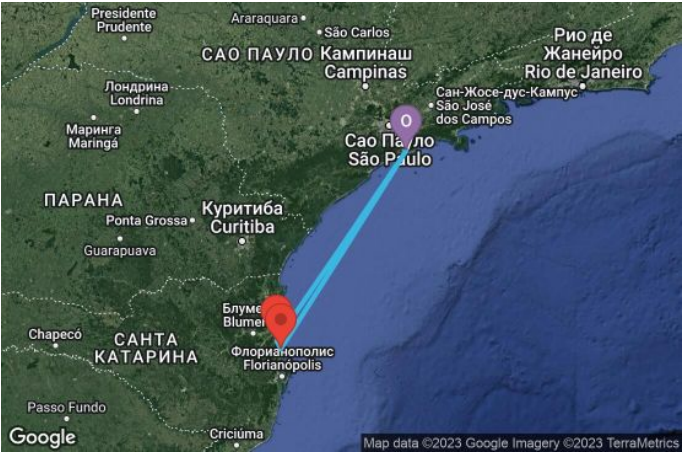 Presidente
Prudente
Araraquara
São Carlos
САО ПАУЛО
Кампинаш
Campinas
Рио де
Жанейро
Rio de Janeiro
Лондрина
Londrina
Сан-Жосе-дус-Кампус
São José
dos Campos
O
Маринга
Maringá
Сао Пауло
São Paulo
ПАРАНА
Ponta Grossa
Куритиба
Curitiba
Guarapuava
Chapecó
САНТА
КАТАРИНА
Флорианополис
Florianópolis
Passo Fundo
Criciúma
Google
Map data ©2023 Google Imagery ©2023 TerraMetrics